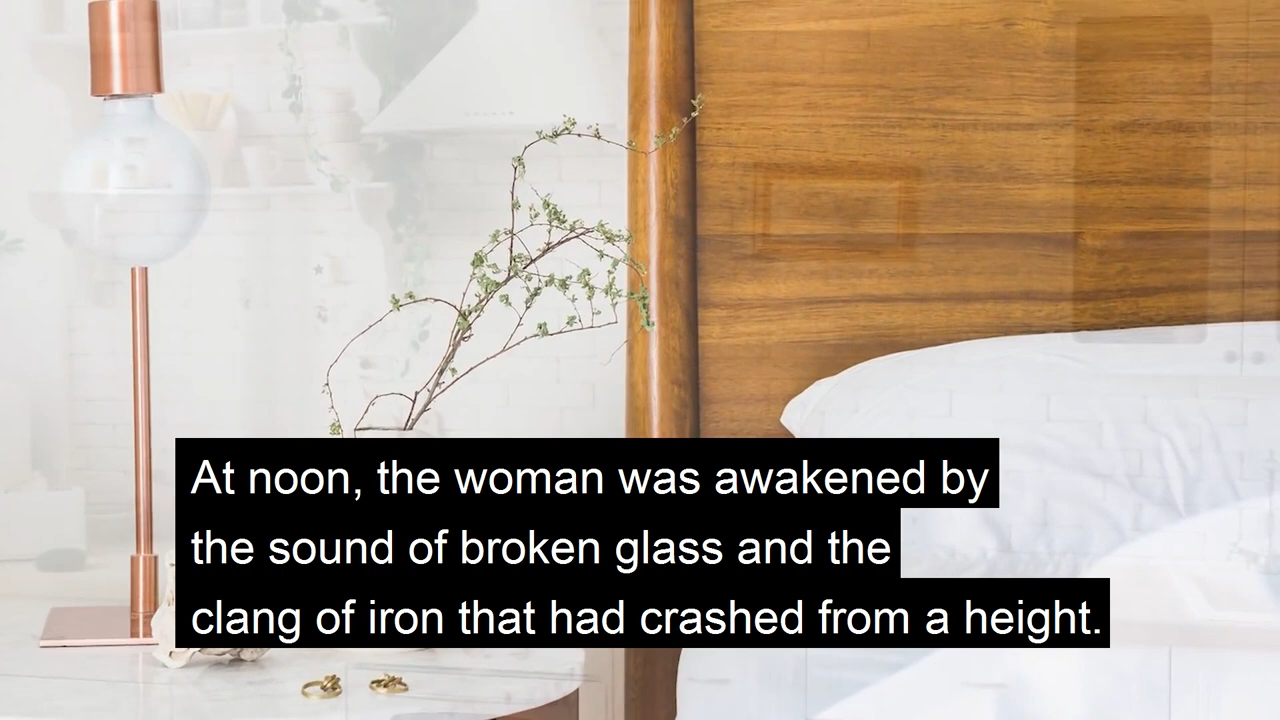 At noon, the woman was awakened by
the sound of broken glass and the
clang of iron that had crashed from a height.